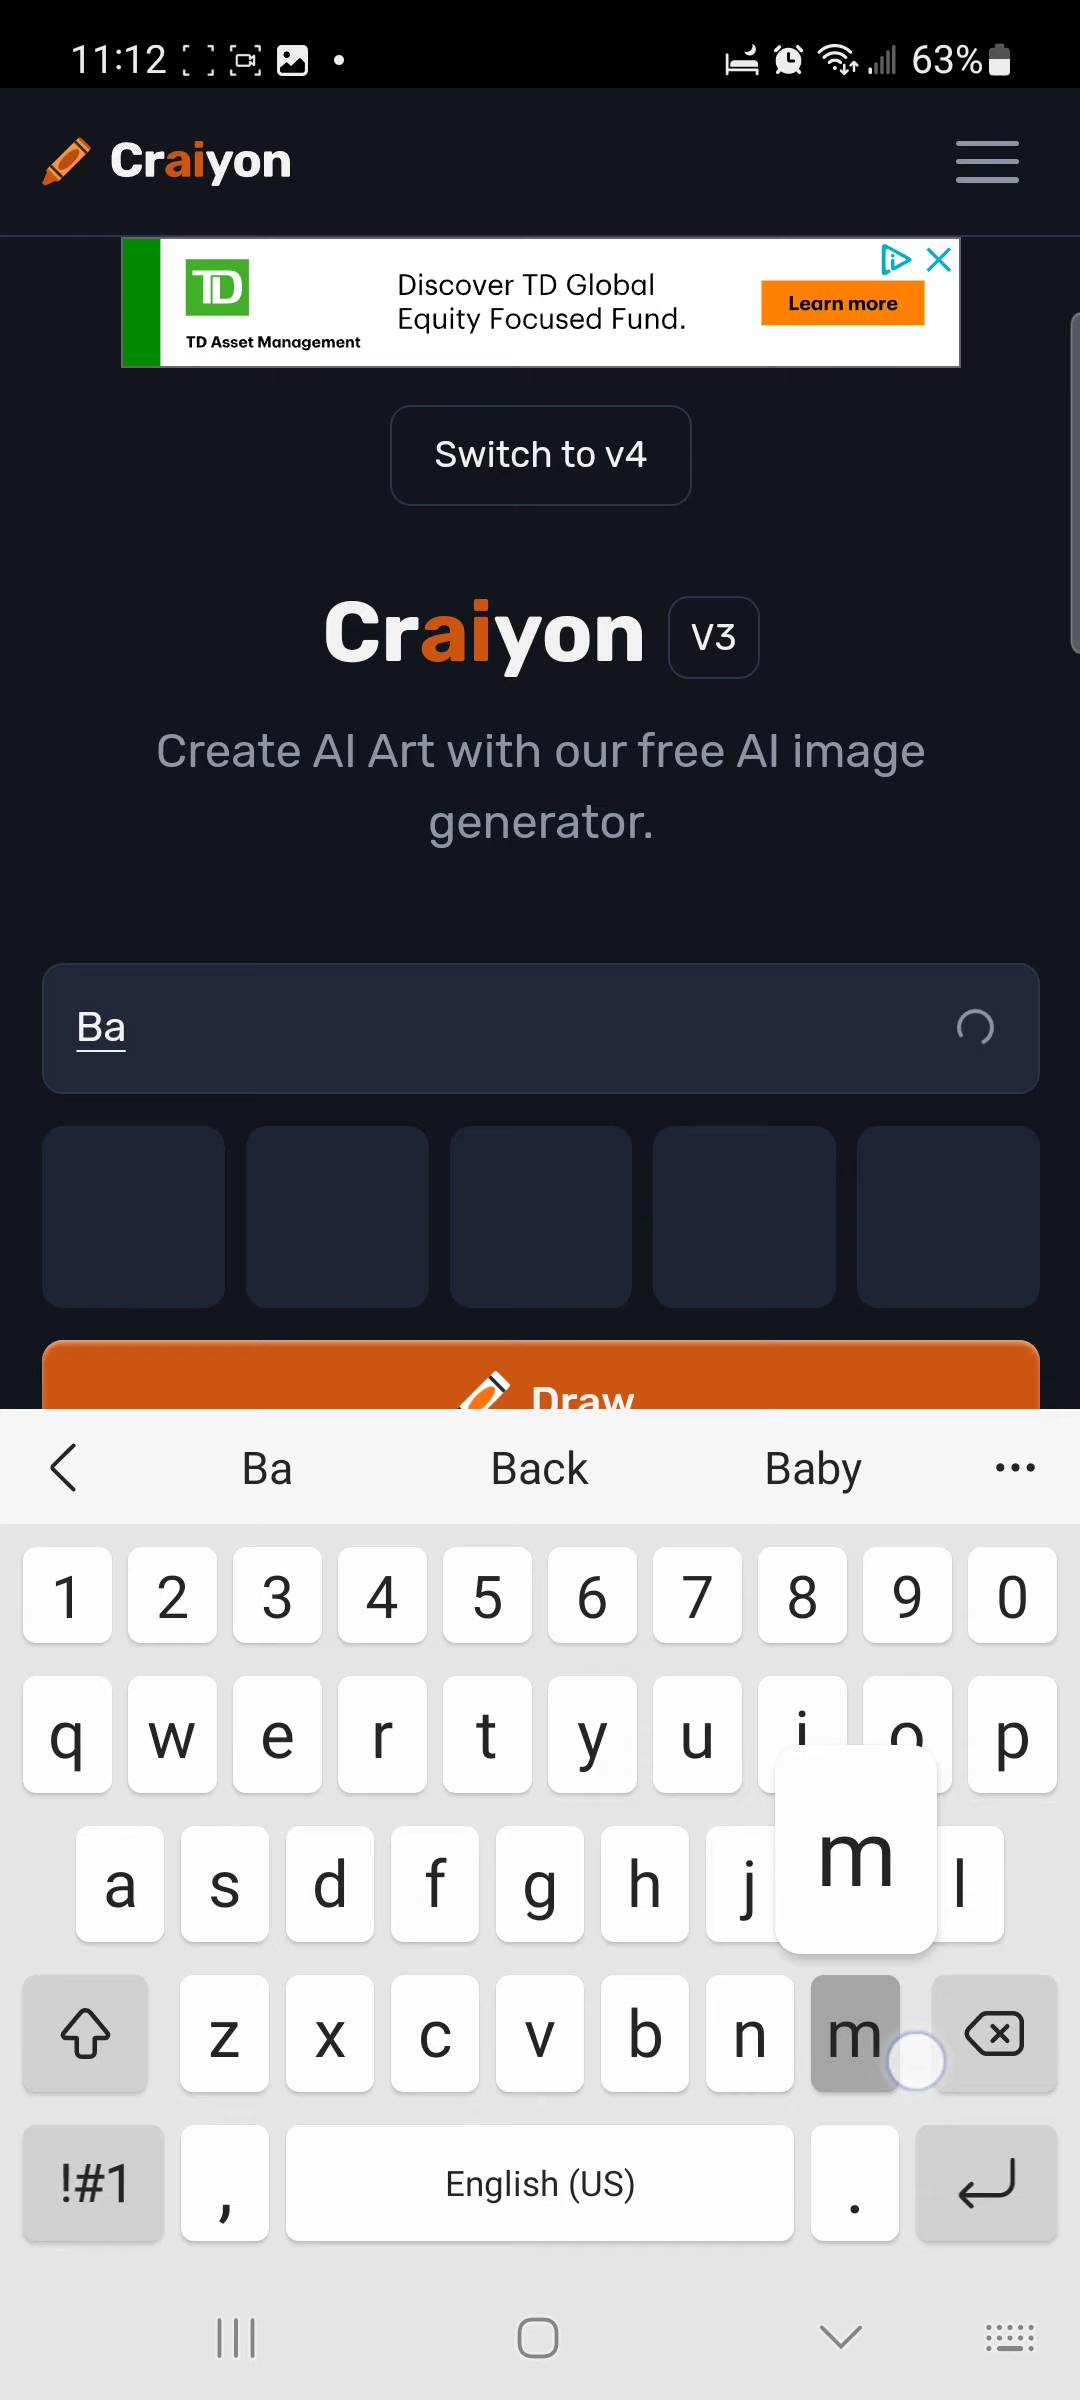 11:12
63%
Craiyon
TD
TD Asset Management
Discover TD Global
Equity Focused Fund.
Learn more
Switch to v4
Craiyon V3
Create AI Art with our free AI image
generator.
Ba
Draw
Ba Back Baby
1 2 3 4 5 6 7 8 9 0
q w e r t y u i o p
a s d f g h j l
m
z x c v b n m
!#1 , English (US) .